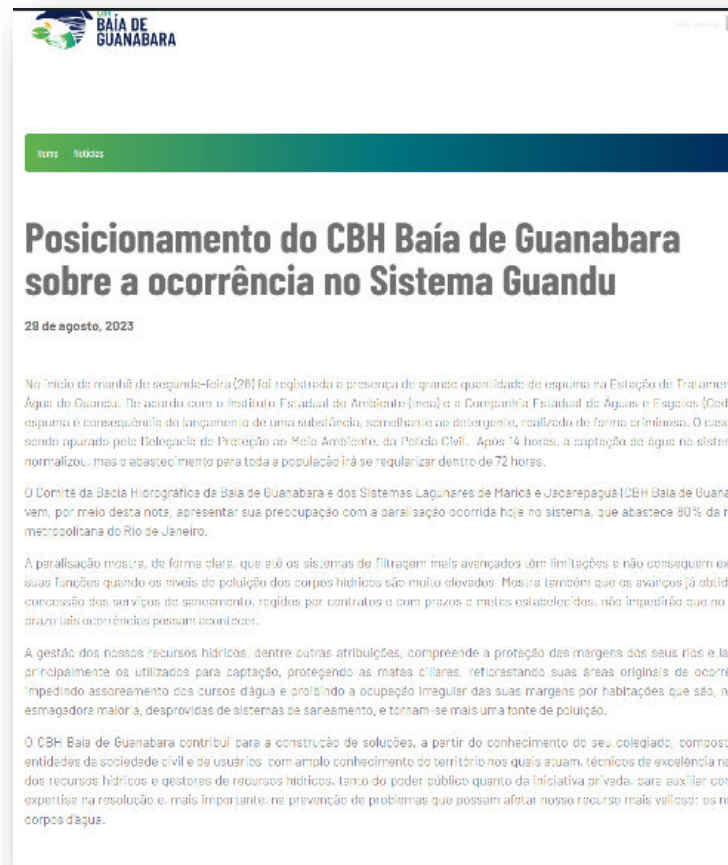 CBH
BAÍA DE
GUANABARA
Home Notícias
Posicionamento do CBH Baía de Guanabara
sobre a ocorrência no Sistema Guandu
29 de agosto, 2023
No início da manhã de segunda-feira (28) foi registrada a presença de grande quantidade de espuma na Estação de Tratamen
Água do Guandu. De acordo com o Instituto Estadual do Ambiente (Inea) e a Companhia Estadual de Águas e Esgotos (Ced
espuma é consequência do lançamento de uma substância, semelhante ao detergente, realizado de forma criminosa. O caso
sendo apurado pela Delegacia de Proteção ao Meio Ambiente, da Polícia Civil. Após 14 horas, a captação de água no sistem
normalizou, mas o abastecimento para toda a população irá se regularizar dentro de 72 horas.
O Comitê da Bacia Hidrográfica da Baía de Guanabara e dos Sistemas Lagunares de Maricá e Jacarepaguá (CBH Baía de Guana
vem, por meio desta nota, apresentar sua preocupação com a paralisação ocorrida hoje no sistema, que abastece 80% da r
metropolitana do Rio de Janeiro.
A paralisação mostra, de forma clara, que até os sistemas de filtragem mais avançados têm limitações e não conseguem ex
suas funções quando os níveis de poluição dos corpos hídricos são muito elevados. Mostra também que os avanços já obtid
concessão dos serviços de saneamento, regidos por contratos e com prazos e metas estabelecidos, não impedirão que no
prazo tais ocorrências possam acontecer.
A gestão dos nossos recursos hídricos, dentre outras atribuições, compreende a proteção das margens dos seus rios e la
principalmente os utilizados para captação, protegendo as matas ciliares, reflorestando suas áreas originais de ocorrê
impedindo assoreamento dos cursos d'água e proibindo a ocupação irregular das suas margens por habitações que são, n
esmagadora maioria, desprovidas de sistemas de saneamento, e tornam-se mais uma fonte de poluição.
O CBH Baía de Guanabara contribui para a construção de soluções, a partir do conhecimento do seu colegiado, compost
entidades da sociedade civil e de usuários com amplo conhecimento do território nos quais atuam, técnicos de excelência na
dos recursos hídricos e gestores de recursos hídricos, tanto do poder público quanto da iniciativa privada, para auxiliar com
expertise na resolução e, mais importante, na prevenção de problemas que possam afetar nosso recurso mais valioso: os n
corpos d'água.